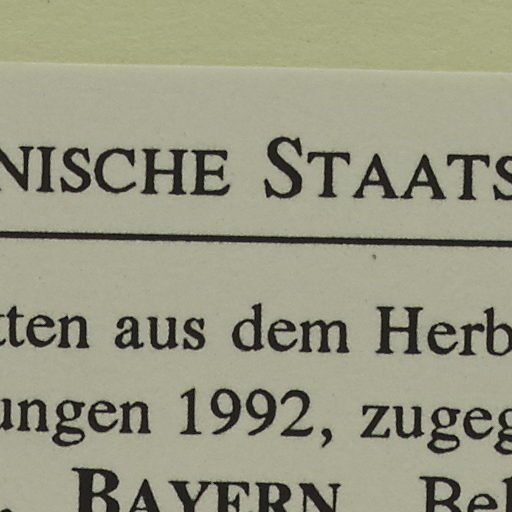 NISCHE STAATS
ten aus dem Herb
ungen 1992, zugeg
BAYERN